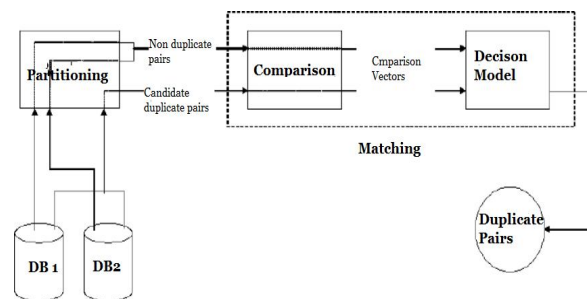 Non duplicate
pairs
Partitioning
Candidate
duplicate pairs
Comparison
Cmparison
Vectors
Decison
Model
Matching
Duplicate
Pairs
DB 1
DB2